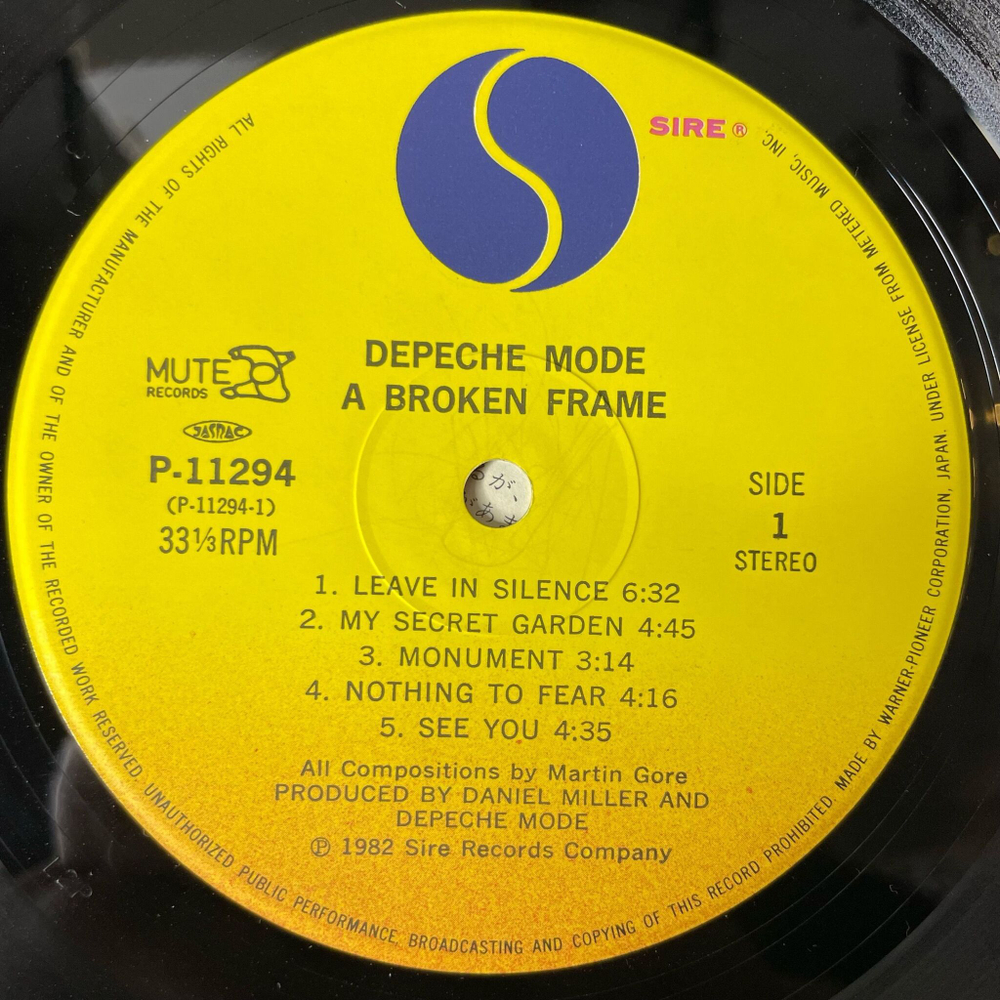 SIRE ®
MUTE
RECORDS
JASRAC
P-11294
(P-11294-1)
33⅓ RPM
DEPECHE MODE
A BROKEN FRAME
SIDE
1
STEREO
1. LEAVE IN SILENCE 6:32
2. MY SECRET GARDEN 4:45
3. MONUMENT 3:14
4. NOTHING TO FEAR 4:16
5. SEE YOU 4:35
All Compositions by Martin Gore
PRODUCED BY DANIEL MILLER AND
DEPECHE MODE
℗ 1982 Sire Records Company
ALL RIGHTS OF THE MANUFACTURER AND OF THE OWNER OF THE RECORDED WORK RESERVED. UNAUTHORIZED PUBLIC PERFORMANCE, BROADCASTING AND COPYING OF THIS RECORD PROHIBITED. MADE BY WARNER-PIONEER CORPORATION, JAPAN. UNDER LICENSE FROM METERED MUSIC, INC.